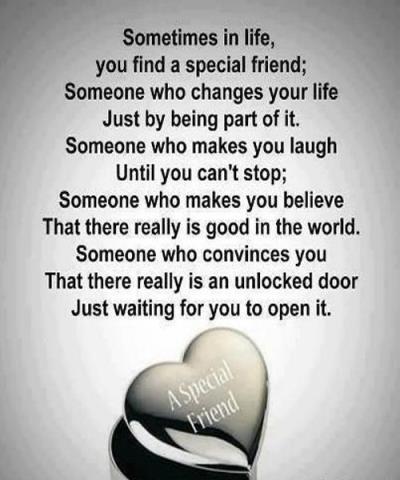 Sometimes in life,
you find a special friend;
Someone who changes your life
Just by being part of it.
Someone who makes you laugh
Until you can't stop;
Someone who makes you believe
That there really is good in the world.
Someone who convinces you
That there really is an unlocked door
Just waiting for you to open it.
A Special
Friend